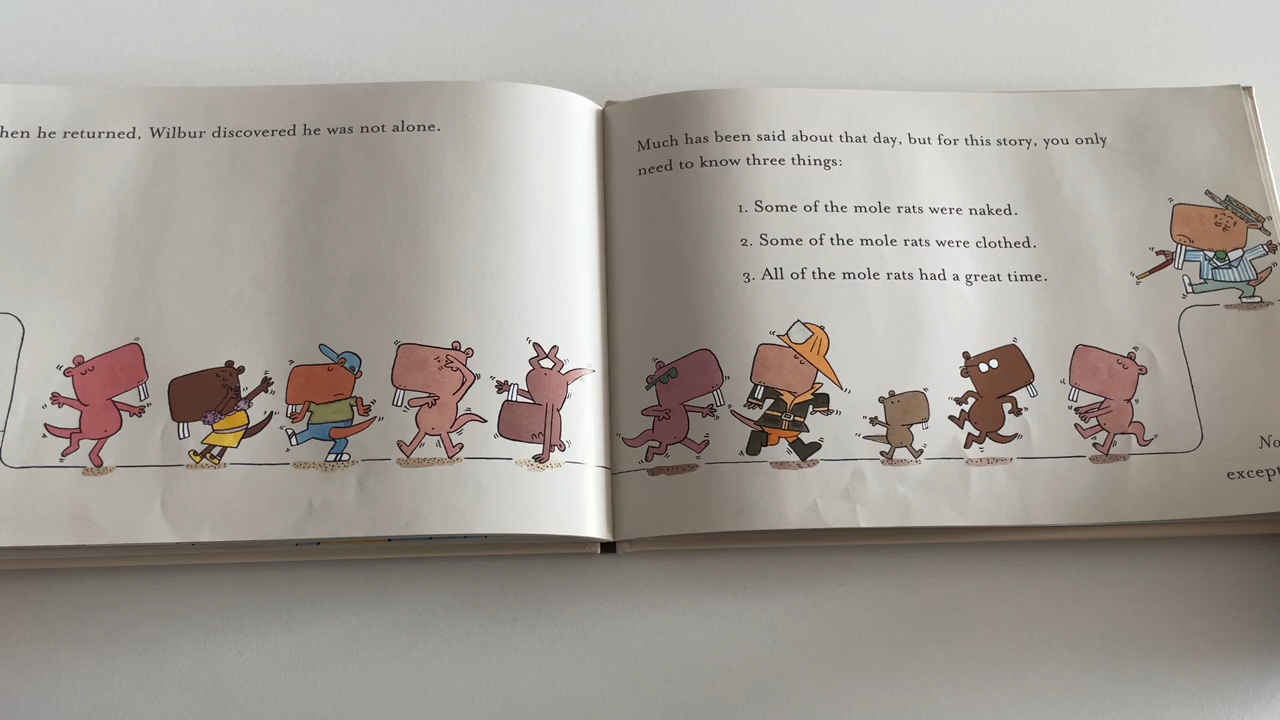 hen he returned, Wilbur discovered he was not alone.
Much has been said about that day, but for this story, you only
need to know three things:
1. Some of the mole rats were naked.
2. Some of the mole rats were clothed.
3. All of the mole rats had a great time.
No
except